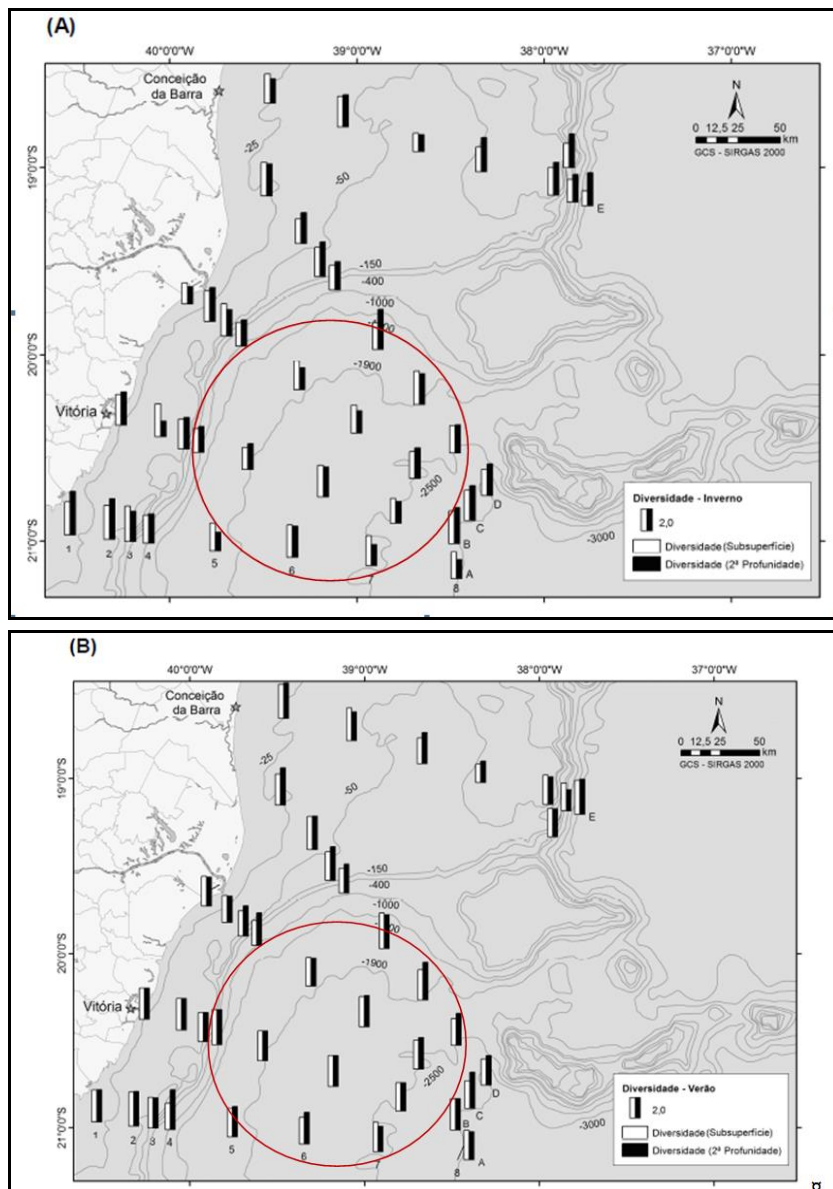 (A)
40°0'0"W 39°0'0"W 38°0'0"W 37°0'0"W
Conceição
da Barra
N
0 12,5 25 50
km
GCS - SIRGAS 2000
-25
19°0'0"S
-50
E
-150
-400
-1000
20°0'0"S
-1900
Vitória
-2500
D
C
B
A
21°0'0"S
1 2 3 4 5 6 7 8
-3000
Diversidade - Inverno
2,0
Diversidade (Subsuperfície)
Diversidade (2ª Profunidade)
(B)
40°0'0"W 39°0'0"W 38°0'0"W 37°0'0"W
Conceição
da Barra
N
0 12,5 25 50
km
GCS - SIRGAS 2000
-25
19°0'0"S
-50
E
-150
-400
-1000
20°0'0"S
-1900
Vitória
-2500
D
C
B
A
21°0'0"S
1 2 3 4 5 6 7 8
-3000
Diversidade - Verão
2,0
Diversidade (Subsuperfície)
Diversidade (2ª Profunidade)